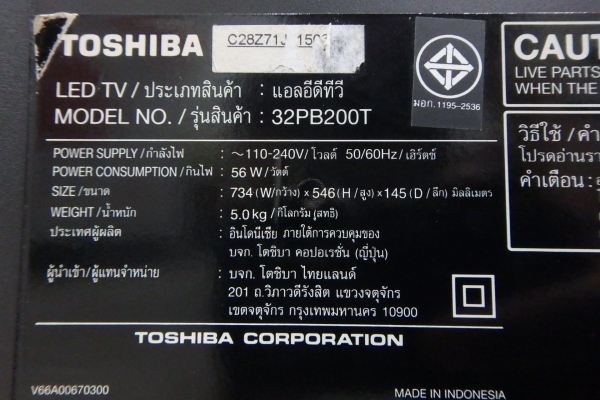 TOSHIBA
C28Z71J
LED TV / ประเภทสินค้า : แอลอีดีทีวี
MODEL NO. / รุ่นสินค้า : 32PB200T
มอก. 1195-2536
CAUT
LIVE PARTS
WHEN THE
POWER SUPPLY / กำลังไฟ : ~110-240V / โวลต์ 50/60Hz / เฮิร์ตซ์
POWER CONSUMPTION / กินไฟ : 56 W / วัตต์
SIZE / ขนาด : 734 (W/กว้าง) x 546 (H / สูง) x 145 (D / ลึก) มิลลิเมตร
WEIGHT / น้ำหนัก : 5.0 kg / กิโลกรัม (สุทธิ)
ประเทศผู้ผลิต : อินโดนีเซีย ภายใต้การควบคุมของ
บจก. โตชิบา คอปอเรชั่น (ญี่ปุ่น)
ผู้นำเข้า / ผู้แทนจำหน่าย : บจก. โตชิบา ไทยแลนด์
201 ถ.วิภาวดีรังสิต แขวงจตุจักร
เขตจตุจักร กรุงเทพมหานคร 10900
วิธีใช้ / คำ
โปรดอ่านรา
คำเตือน :
TOSHIBA CORPORATION
V66A00670300
MADE IN INDONESIA